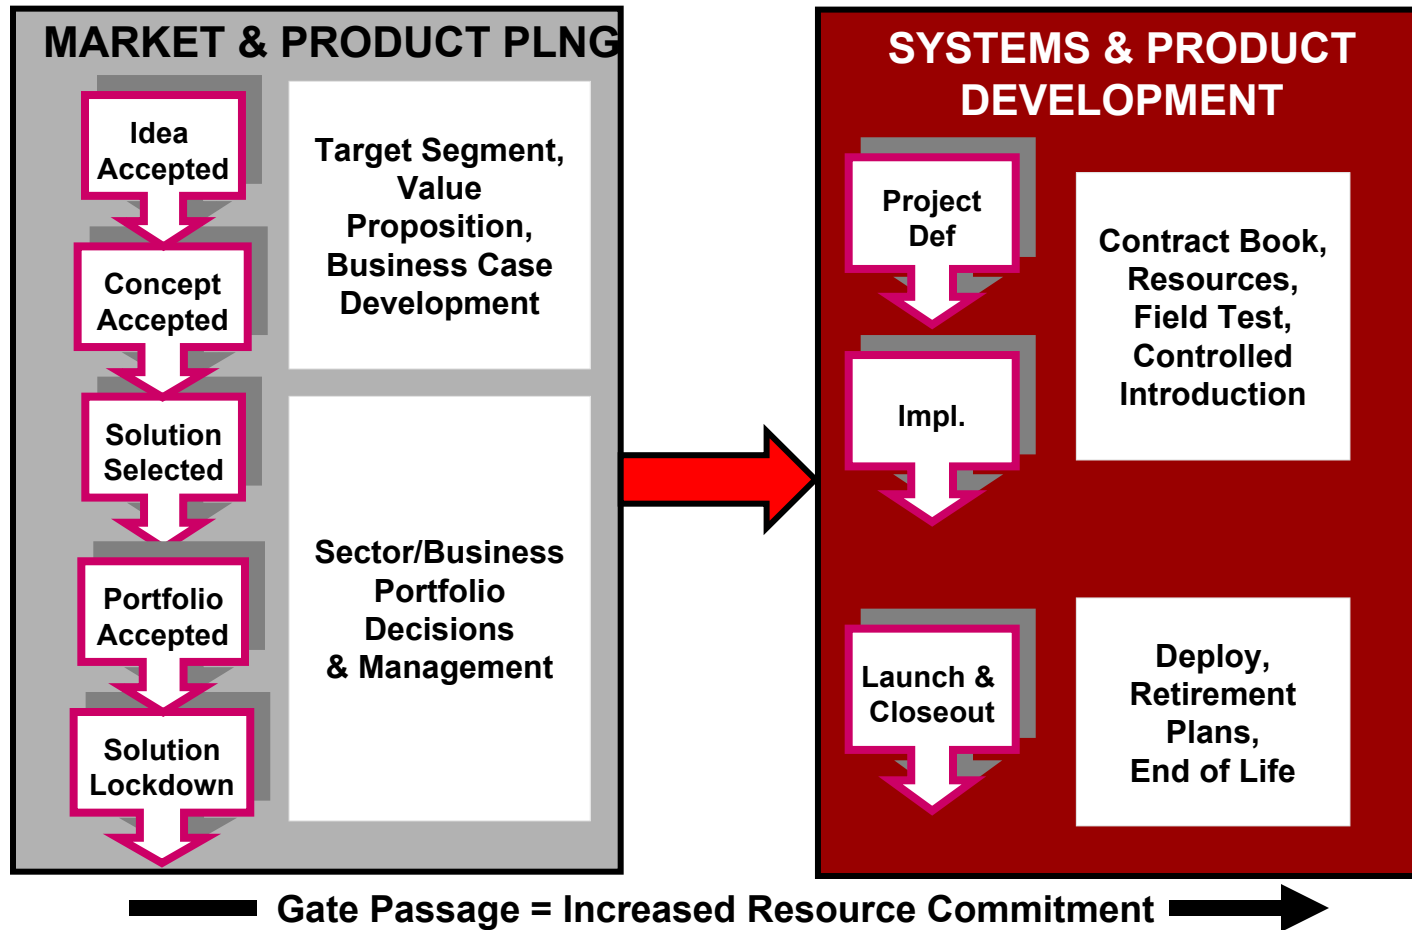 MARKET & PRODUCT PLNG
Idea
Accepted
Concept
Accepted
Solution
Selected
Portfolio
Accepted
Solution
Lockdown
Target Segment,
Value
Proposition,
Business Case
Development
Sector/Business
Portfolio
Decisions
& Management
SYSTEMS & PRODUCT
DEVELOPMENT
Project
Def
Impl.
Launch &
Closeout
Contract Book,
Resources,
Field Test,
Controlled
Introduction
Deploy,
Retirement
Plans,
End of Life
Gate Passage = Increased Resource Commitment